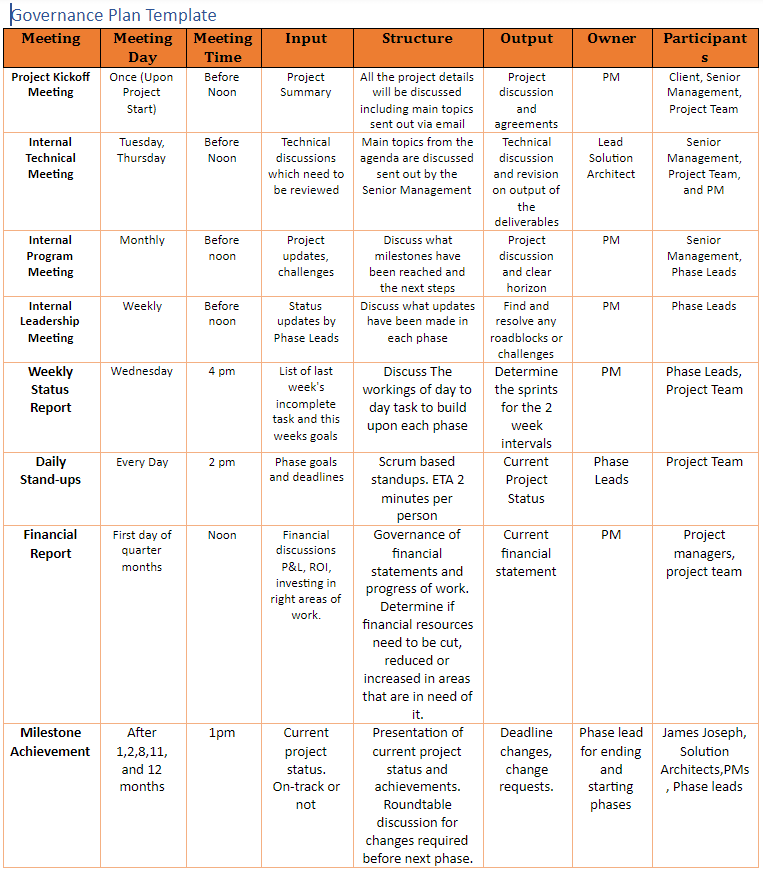 Governance Plan Template
Meeting
Meeting
Day
Meeting
Time
Input
Structure
Output
Owner
Participant
s
Project Kickoff
Meeting
Once (Upon
Project
Start)
Before
Noon
Project
Summary
All the project details
will be discussed
including main topics
sent out via email
Project
discussion
and
agreements
PM
Client, Senior
Management,
Project Team
Internal
Technical
Meeting
Tuesday,
Thursday
Before
Noon
Technical
discussions
which need to
be reviewed
Main topics from the
agenda are discussed
sent out by the
Senior Management
Technical
discussion
and revision
on output of
the
deliverables
Lead
Solution
Architect
Senior
Management,
Project Team,
and PM
Internal
Program
Meeting
Monthly
Before
noon
Project
updates,
challenges
Discuss what
milestones have
been reached and
the next steps
Project
discussion
and clear
horizon
PM
Senior
Management,
Phase Leads
Internal
Leadership
Meeting
Weekly
Before
noon
Status
updates by
Phase Leads
Discuss what updates
have been made in
each phase
Find and
resolve any
roadblocks or
challenges
PM
Phase Leads
Weekly
Status
Report
Wednesday
4 pm
List of last
week's
incomplete
task and this
weeks goals
Discuss The
workings of day to
day task to build
upon each phase
Determine
the sprints
for the 2
week
intervals
PM
Phase Leads,
Project Team
Daily
Stand-ups
Every Day
2 pm
Phase goals
and deadlines
Scrum based
standups. ETA 2
minutes per
person
Current
Project
Status
Phase
Leads
Project Team
Financial
Report
First day of
quarter
months
Noon
Financial
discussions
P&L, ROI,
investing in
right areas of
work.
Governance of
financial
statements and
progress of work.
Determine if
financial resources
need to be cut,
reduced or
increased in areas
that are in need of
it.
Current
financial
statement
PM
Project
managers,
project team
Milestone
Achievement
After
1,2,8,11,
and 12
months
1pm
Current
project
status.
On-track or
not
Presentation of
current project
status and
achievements.
Roundtable
discussion for
changes required
before next phase.
Deadline
changes,
change
requests.
Phase lead
for ending
and
starting
phases
James Joseph,
Solution
Architects,PMs
, Phase leads